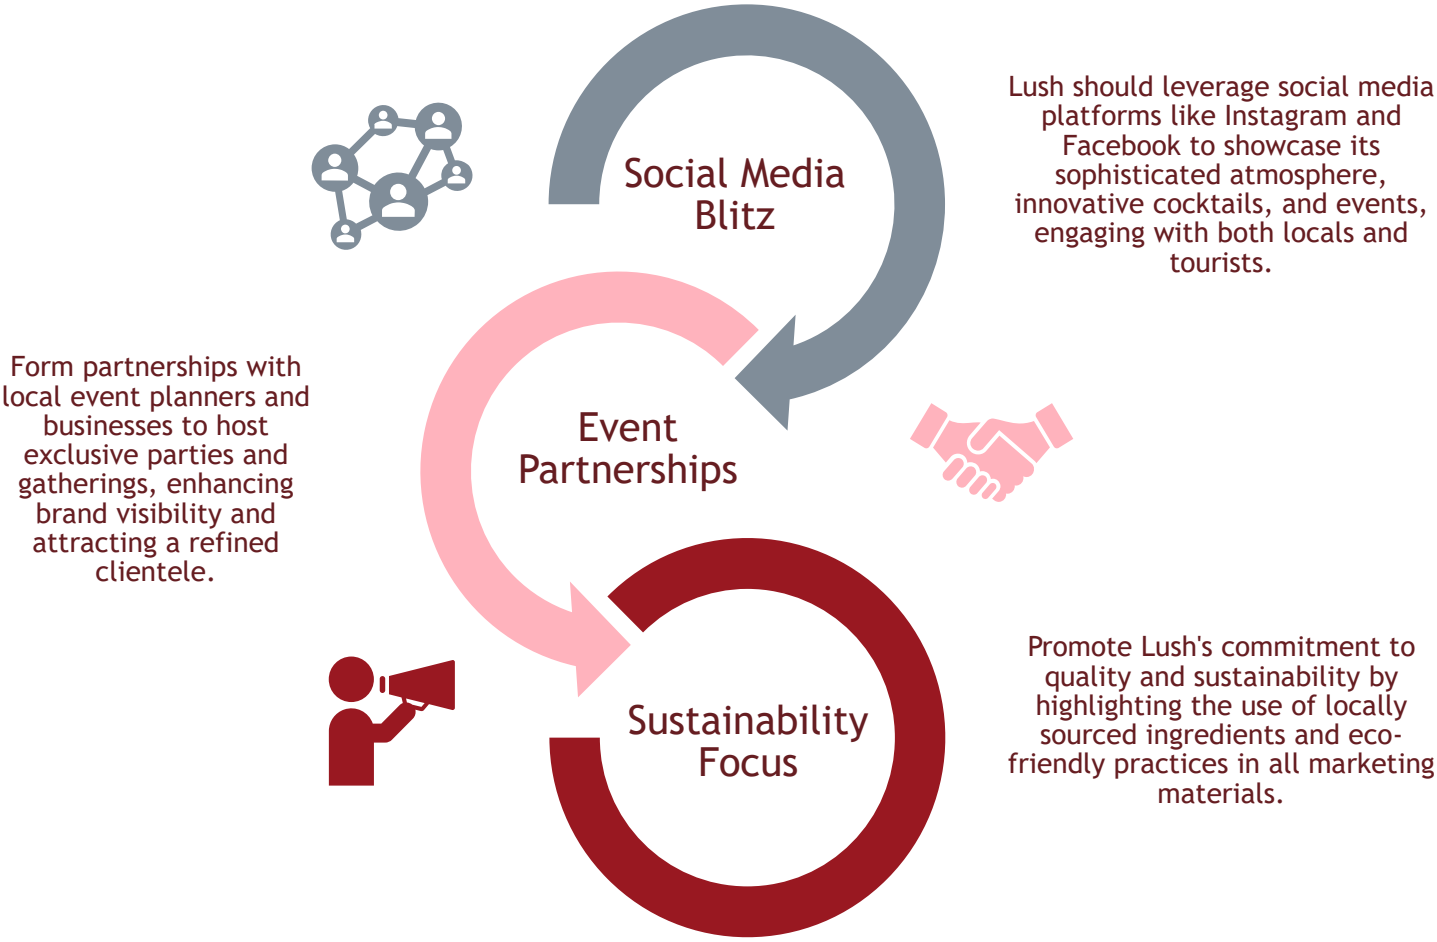 Social Media
Blitz
Lush should leverage social media
platforms like Instagram and
Facebook to showcase its
sophisticated atmosphere,
innovative cocktails, and events,
engaging with both locals and
tourists.
Form partnerships with
local event planners and
businesses to host
exclusive parties and
gatherings, enhancing
brand visibility and
attracting a refined
clientele.
Event
Partnerships
Sustainability
Focus
Promote Lush's commitment to
quality and sustainability by
highlighting the use of locally
sourced ingredients and eco-
friendly practices in all marketing
materials.